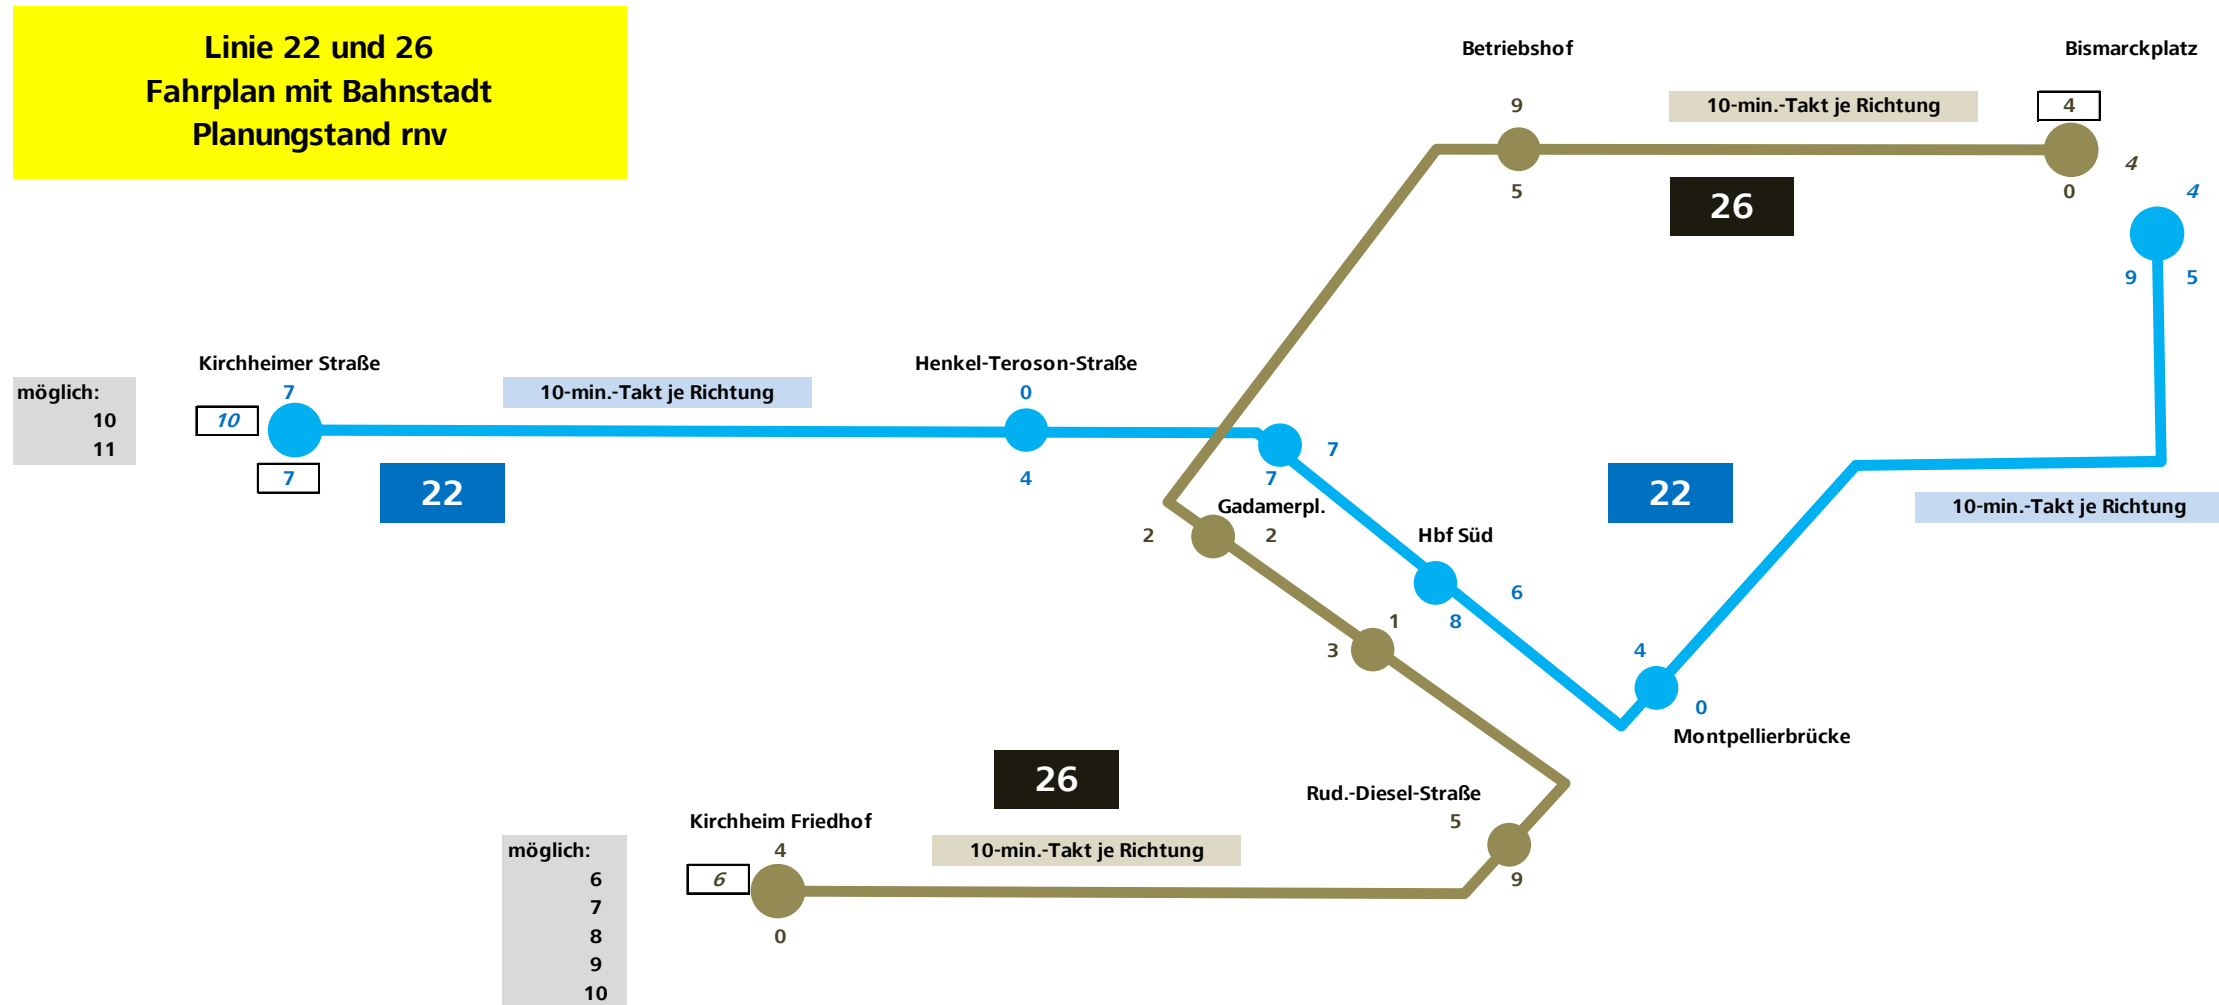 Linie 22 und 26
Fahrplan mit Bahnstadt
Planungstand rnv
Betriebshof
Bismarckplatz
9
10-min.-Takt je Richtung
4
4
5
26
0
4
9
5
Kirchheimer Straße
Henkel-Teroson-Straße
möglich:
7
10-min.-Takt je Richtung
0
10
10
11
7
22
4
7
7
22
Gadamerpl.
10-min.-Takt je Richtung
2
2
Hbf Süd
6
8
1
3
4
0
Montpellierbrücke
26
Rud.-Diesel-Straße
Kirchheim Friedhof
5
möglich:
4
10-min.-Takt je Richtung
6
6
9
7
8
0
9
10